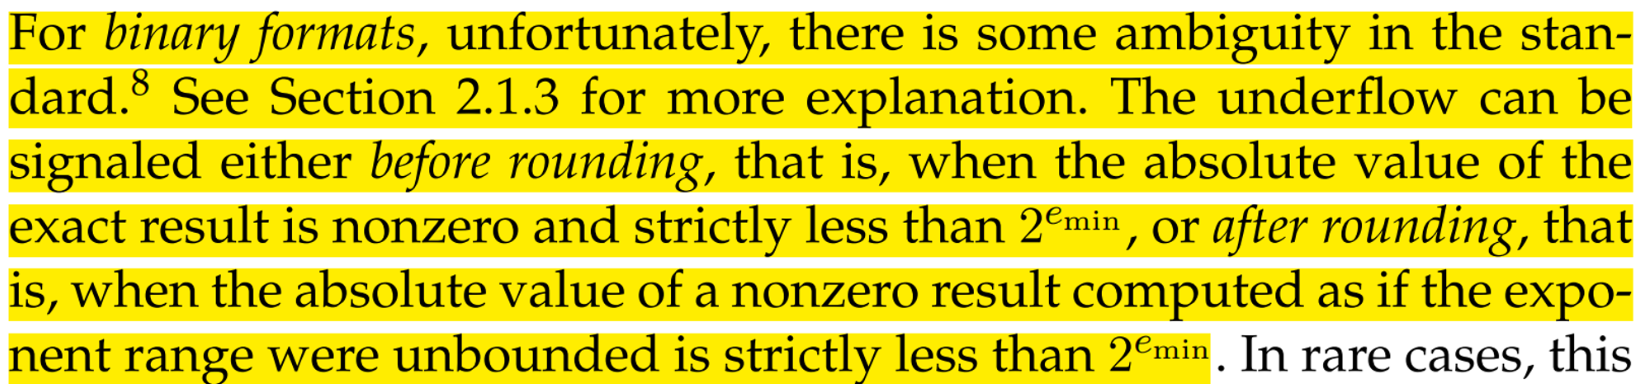 For binary formats, unfortunately, there is some ambiguity in the stan-
dard.⁸ See Section 2.1.3 for more explanation. The underflow can be
signaled either before rounding, that is, when the absolute value of the
exact result is nonzero and strictly less than 2^{e_{min}}, or after rounding, that
is, when the absolute value of a nonzero result computed as if the expo-
nent range were unbounded is strictly less than 2^{e_{min}}. In rare cases, this